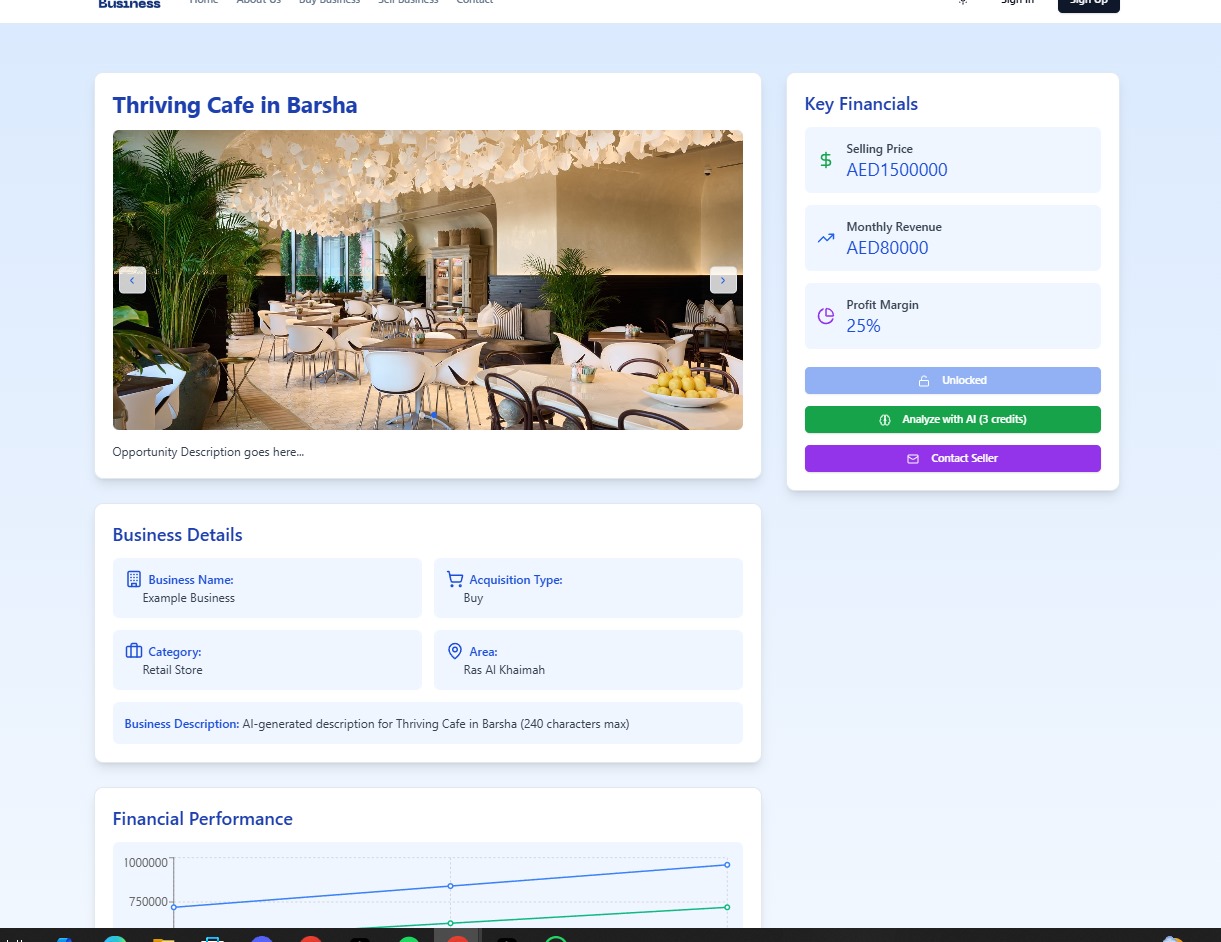 Business Home About Us Buy Business Sell Business Contact Sign In Sign Up
Thriving Cafe in Barsha
Opportunity Description goes here...
Key Financials
Selling Price
AED1500000
Monthly Revenue
AED80000
Profit Margin
25%
Unlocked
Analyze with AI (3 credits)
Contact Seller
Business Details
Business Name:
Example Business
Acquisition Type:
Buy
Category:
Retail Store
Area:
Ras Al Khaimah
Business Description: AI-generated description for Thriving Cafe in Barsha (240 characters max)
Financial Performance
1000000
750000